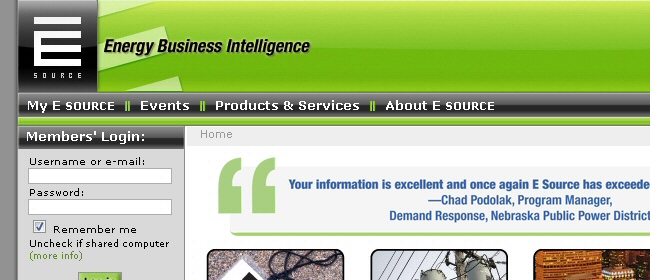 E
SOURCE
Energy Business Intelligence
My E SOURCE || Events || Products & Services || About E SOURCE
Members' Login:
Home
Username or e-mail:
Password:
Remember me
Uncheck if shared computer
(more info)
“
Your information is excellent and once again E Source has exceede
—Chad Podolak, Program Manager,
Demand Response, Nebraska Public Power District
Login